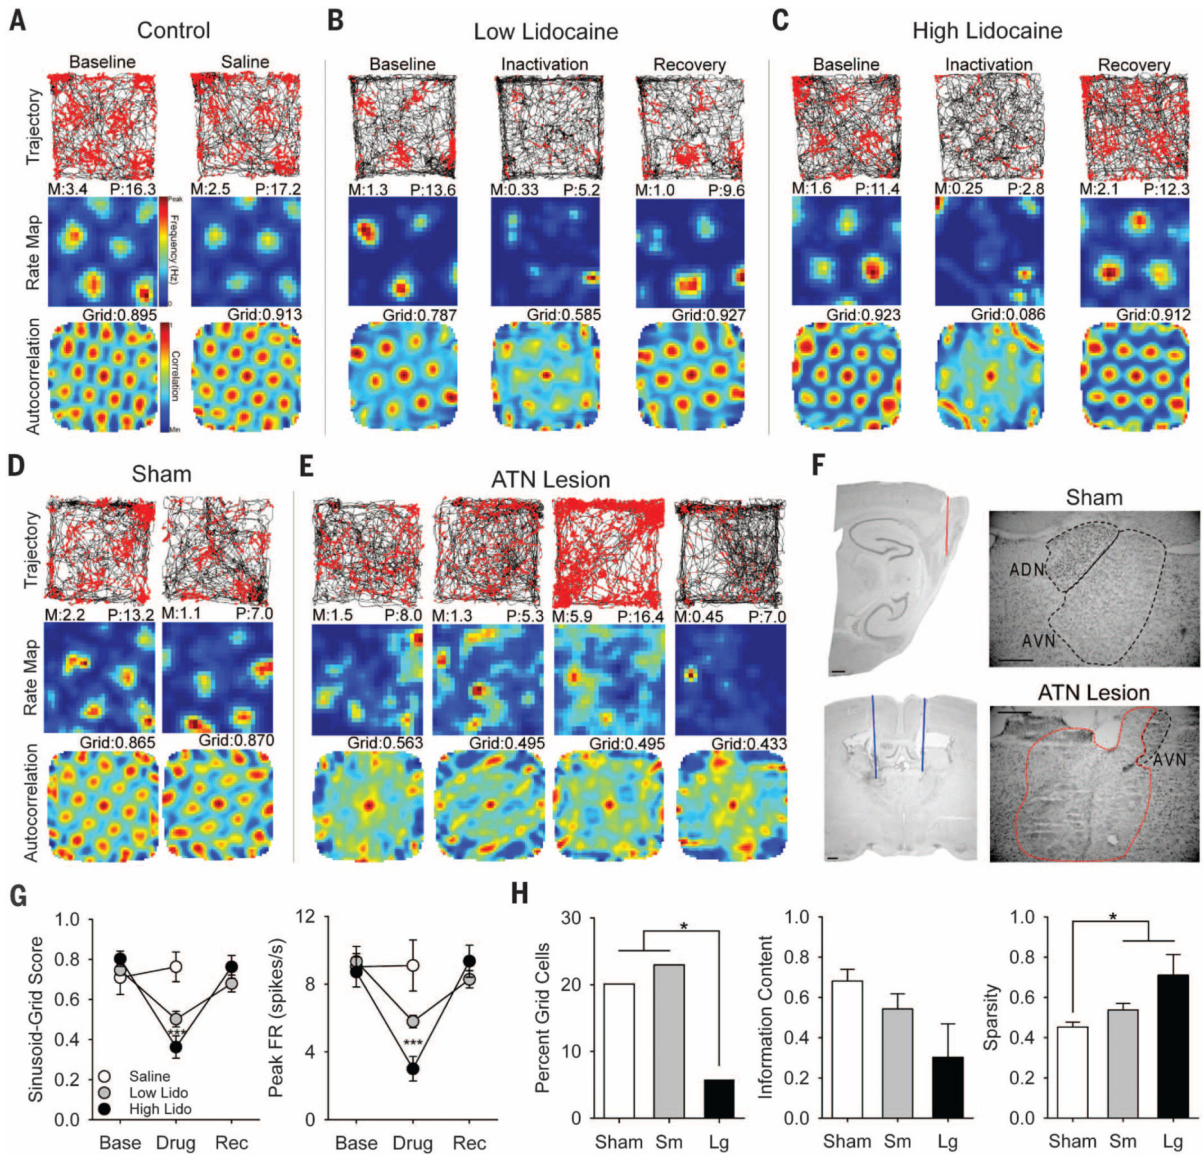 A Control
Baseline Saline
Trajectory
M:3.4 P:16.3 M:2.5 P:17.2
Rate Map
Peak
Frequency (Hz)
0
Grid:0.895 Grid:0.913
Autocorrelation
1
Correlation
Min
B Low Lidocaine
Baseline Inactivation Recovery
M:1.3 P:13.6 M:0.33 P:5.2 M:1.0 P:9.6
Grid:0.787 Grid:0.585 Grid:0.927
C High Lidocaine
Baseline Inactivation Recovery
M:1.6 P:11.4 M:0.25 P:2.8 M:2.1 P:12.3
Grid:0.923 Grid:0.086 Grid:0.912
D Sham
Trajectory
M:2.2 P:13.2 M:1.1 P:7.0
Rate Map
Grid:0.865 Grid:0.870
Autocorrelation
E ATN Lesion
M:1.5 P:8.0 M:1.3 P:5.3 M:5.9 P:16.4 M:0.45 P:7.0
Grid:0.563 Grid:0.495 Grid:0.495 Grid:0.433
F
Sham
ADN
AVN
ATN Lesion
AVN
G
Sinusoid-Grid Score
1.0
0.8
0.6
0.4
0.2
0.0
***
Saline
Low Lido
High Lido
Base Drug Rec
Peak FR (spikes/s)
12
8
4
0
***
Base Drug Rec
H
Percent Grid Cells
30
20
10
0
*
Sham Sm Lg
Information Content
1.0
0.8
0.6
0.4
0.2
0.0
Sham Sm Lg
Sparsity
1.0
0.8
0.6
0.4
0.2
0.0
*
Sham Sm Lg